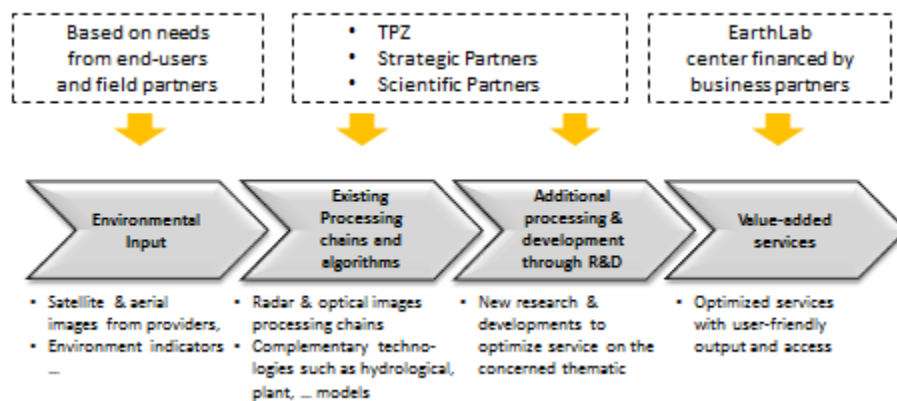 Based on needs
from end-users
and field partners
• TPZ
• Strategic Partners
• Scientific Partners
EarthLab
center financed by
business partners
Environmental
Input
Existing
Processing
chains and
algorithms
Additional
processing &
development
through R&D
Value-added
services
▪ Satellite & aerial
images from providers,
▪ Environment indicators
...
▪ Radar & optical images
processing chains
▪ Complementary techno-
logies such as hydrological,
plant, ... models
▪ New research &
developments to
optimize service on the
concerned thematic
▪ Optimized services
with user-friendly
output and access